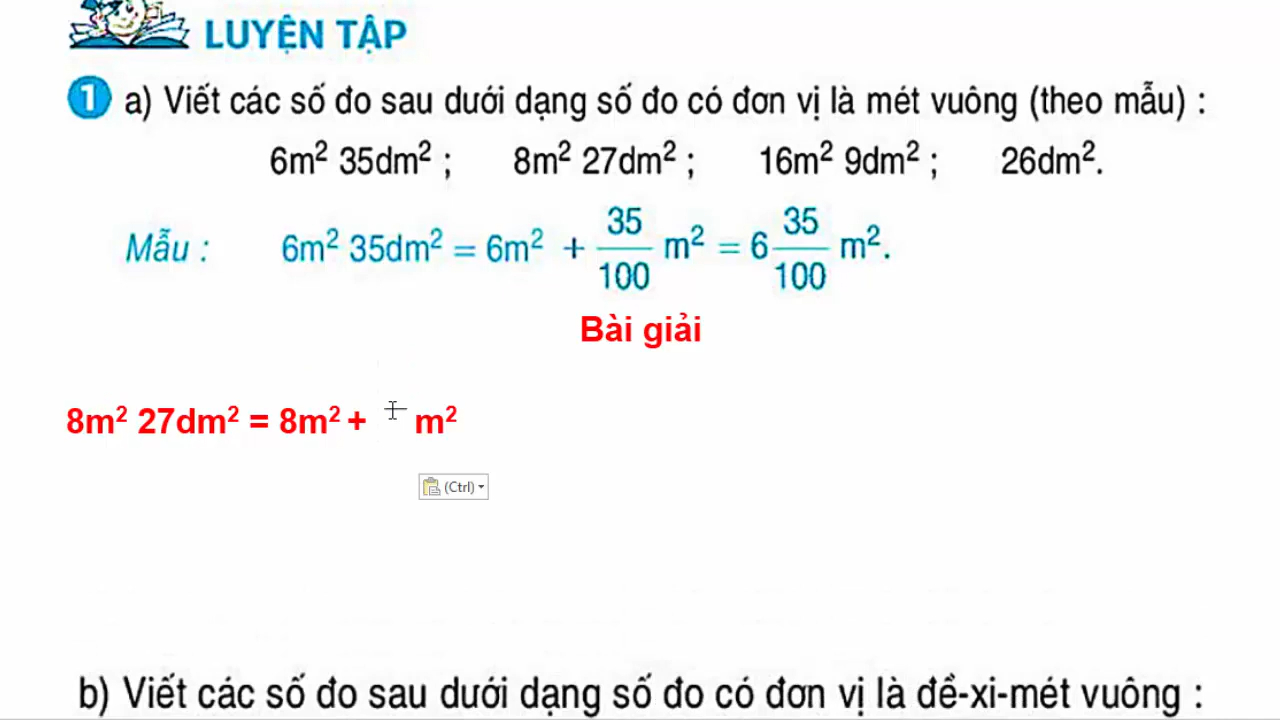 LUYỆN TẬP
1 a) Viết các số đo sau dưới dạng số đo có đơn vị là mét vuông (theo mẫu) :
6m² 35dm² ; 8m² 27dm² ; 16m² 9dm² ; 26dm².
Mẫu : 6m² 35dm² = 6m² + 35/100 m² = 6 35/100 m².
Bài giải
8m² 27dm² = 8m² + m²
(Ctrl)
b) Viết các số đo sau dưới dạng số đo có đơn vị là đề-xi-mét vuông :